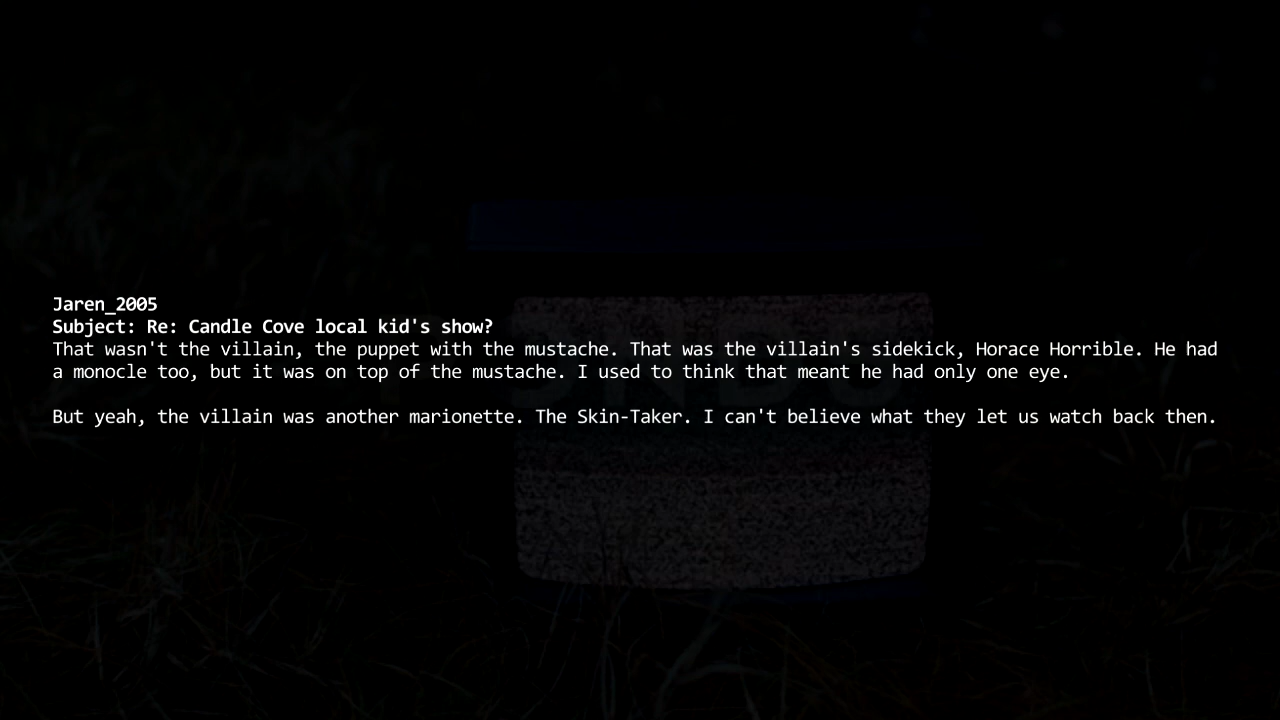 Jaren_2005
Subject: Re: Candle Cove local kid's show?
That wasn't the villain, the puppet with the mustache. That was the villain's sidekick, Horace Horrible. He had
a monocle too, but it was on top of the mustache. I used to think that meant he had only one eye.
But yeah, the villain was another marionette. The Skin-Taker. I can't believe what they let us watch back then.